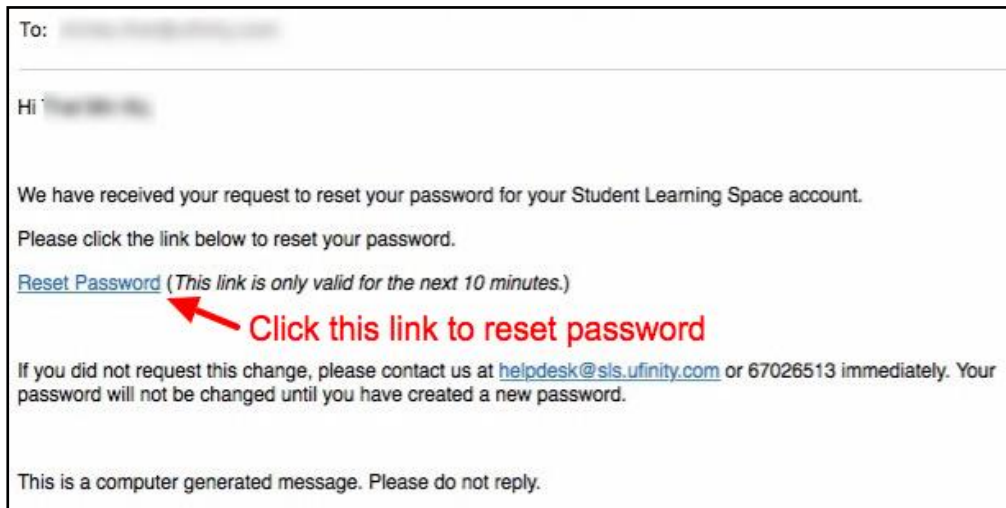 To:
Hi
We have received your request to reset your password for your Student Learning Space account.
Please click the link below to reset your password.
Reset Password (This link is only valid for the next 10 minutes.)
Click this link to reset password
If you did not request this change, please contact us at helpdesk@sls.ufinity.com or 67026513 immediately. Your
password will not be changed until you have created a new password.
This is a computer generated message. Please do not reply.